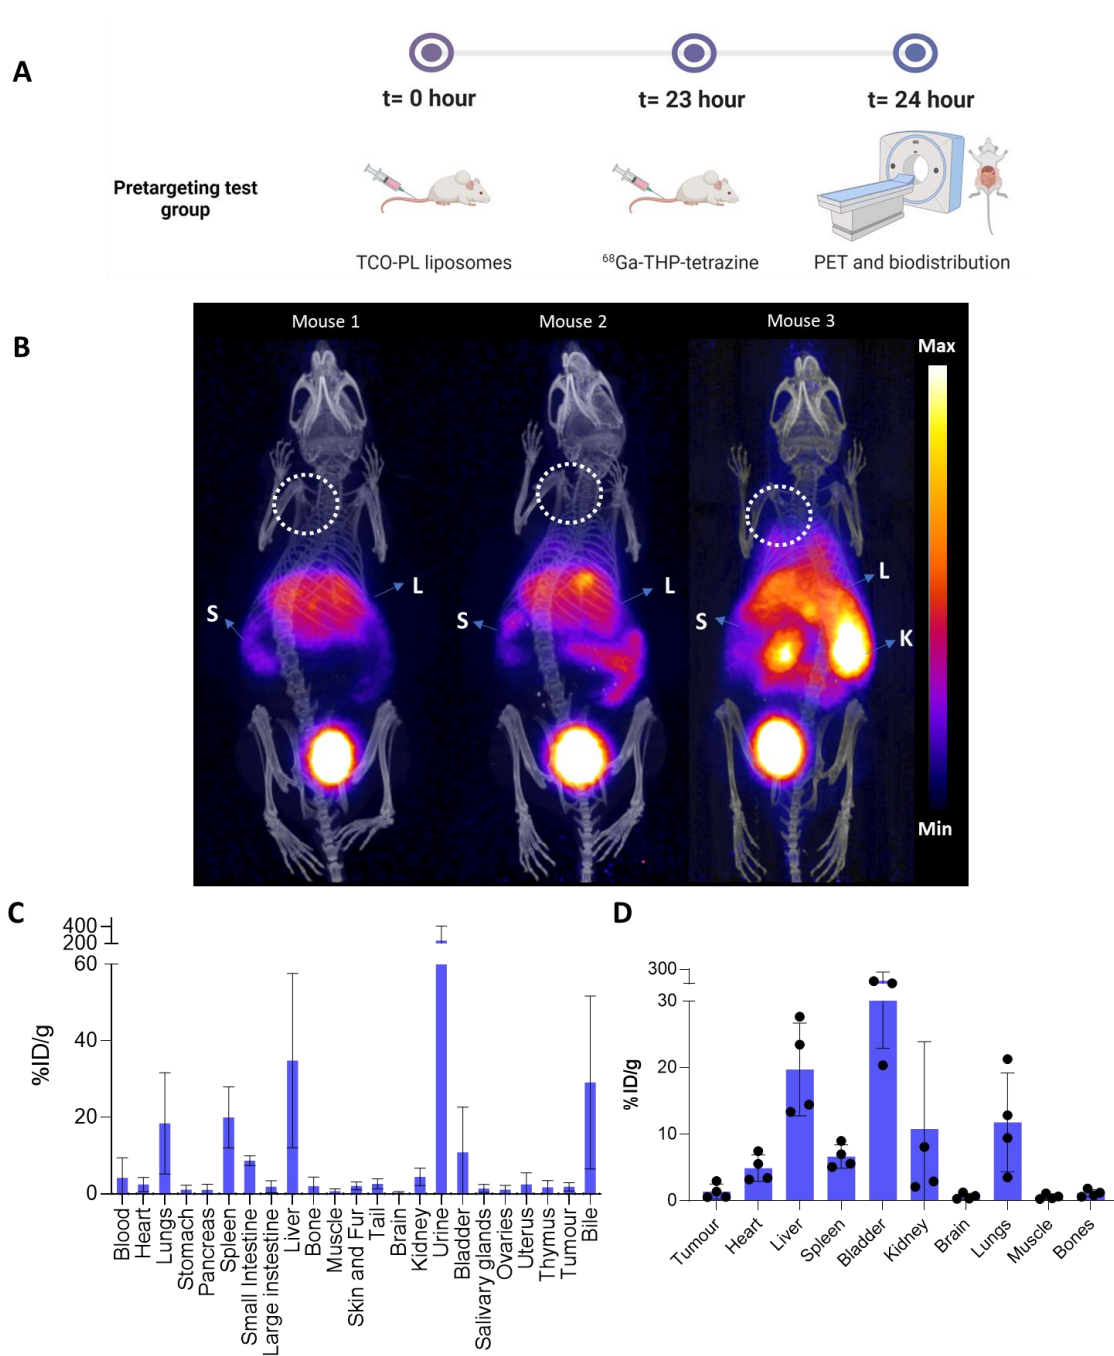 A
t= 0 hour
t= 23 hour
t= 24 hour
Pretargeting test
group
TCO-PL liposomes
⁶⁸Ga-THP-tetrazine
PET and biodistribution
B
Mouse 1
Mouse 2
Mouse 3
Max
S
L
S
L
S
L
K
Min
C
%ID/g
400
200
60
40
20
0
Blood
Heart
Lungs
Stomach
Pancreas
Spleen
Small Intestine
Large instestine
Liver
Bone
Muscle
Skin and Fur
Tail
Brain
Kidney
Urine
Bladder
Salivary glands
Ovaries
Uterus
Thymus
Tumour
Bile
D
%ID/g
300
30
20
10
0
Tumour
Heart
Liver
Spleen
Bladder
Kidney
Brain
Lungs
Muscle
Bones